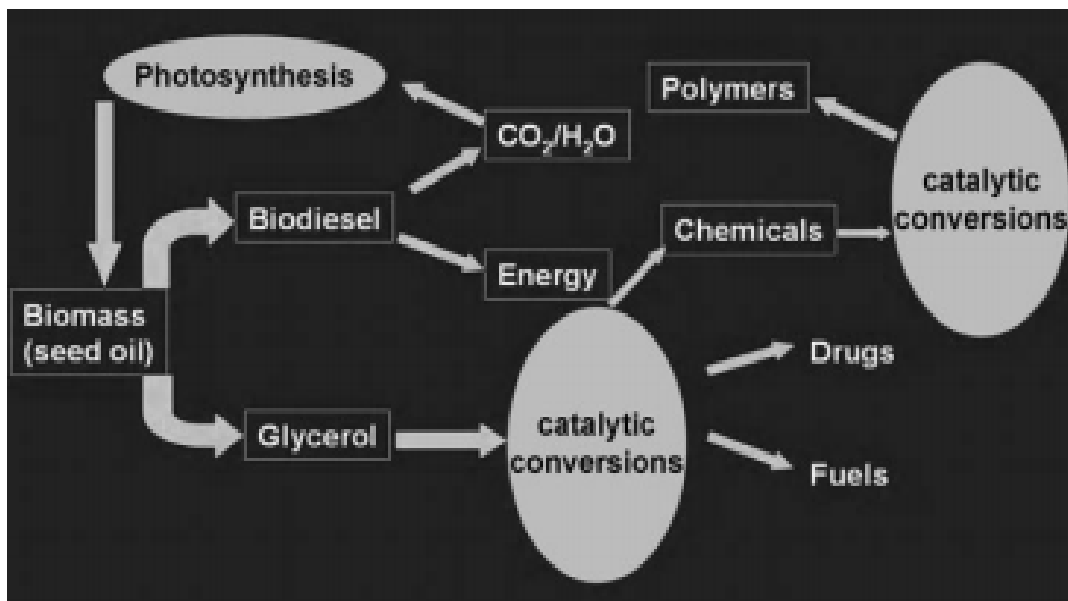 Photosynthesis
Polymers
CO₂/H₂O
catalytic
conversions
Biodiesel
Chemicals
Energy
Biomass
(seed oil)
Drugs
Glycerol
catalytic
conversions
Fuels